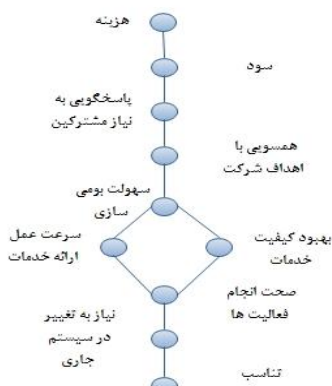 هزینه
سود
پاسخگویی به
نیاز مشترکین
همسویی با
اهداف شرکت
سهولت بومی
سازی
سرعت عمل
ارائه خدمات
بهبود کیفیت
خدمات
صحت انجام
فعالیت ها
نیاز به تغییر
در سیستم
جاری
تناسب